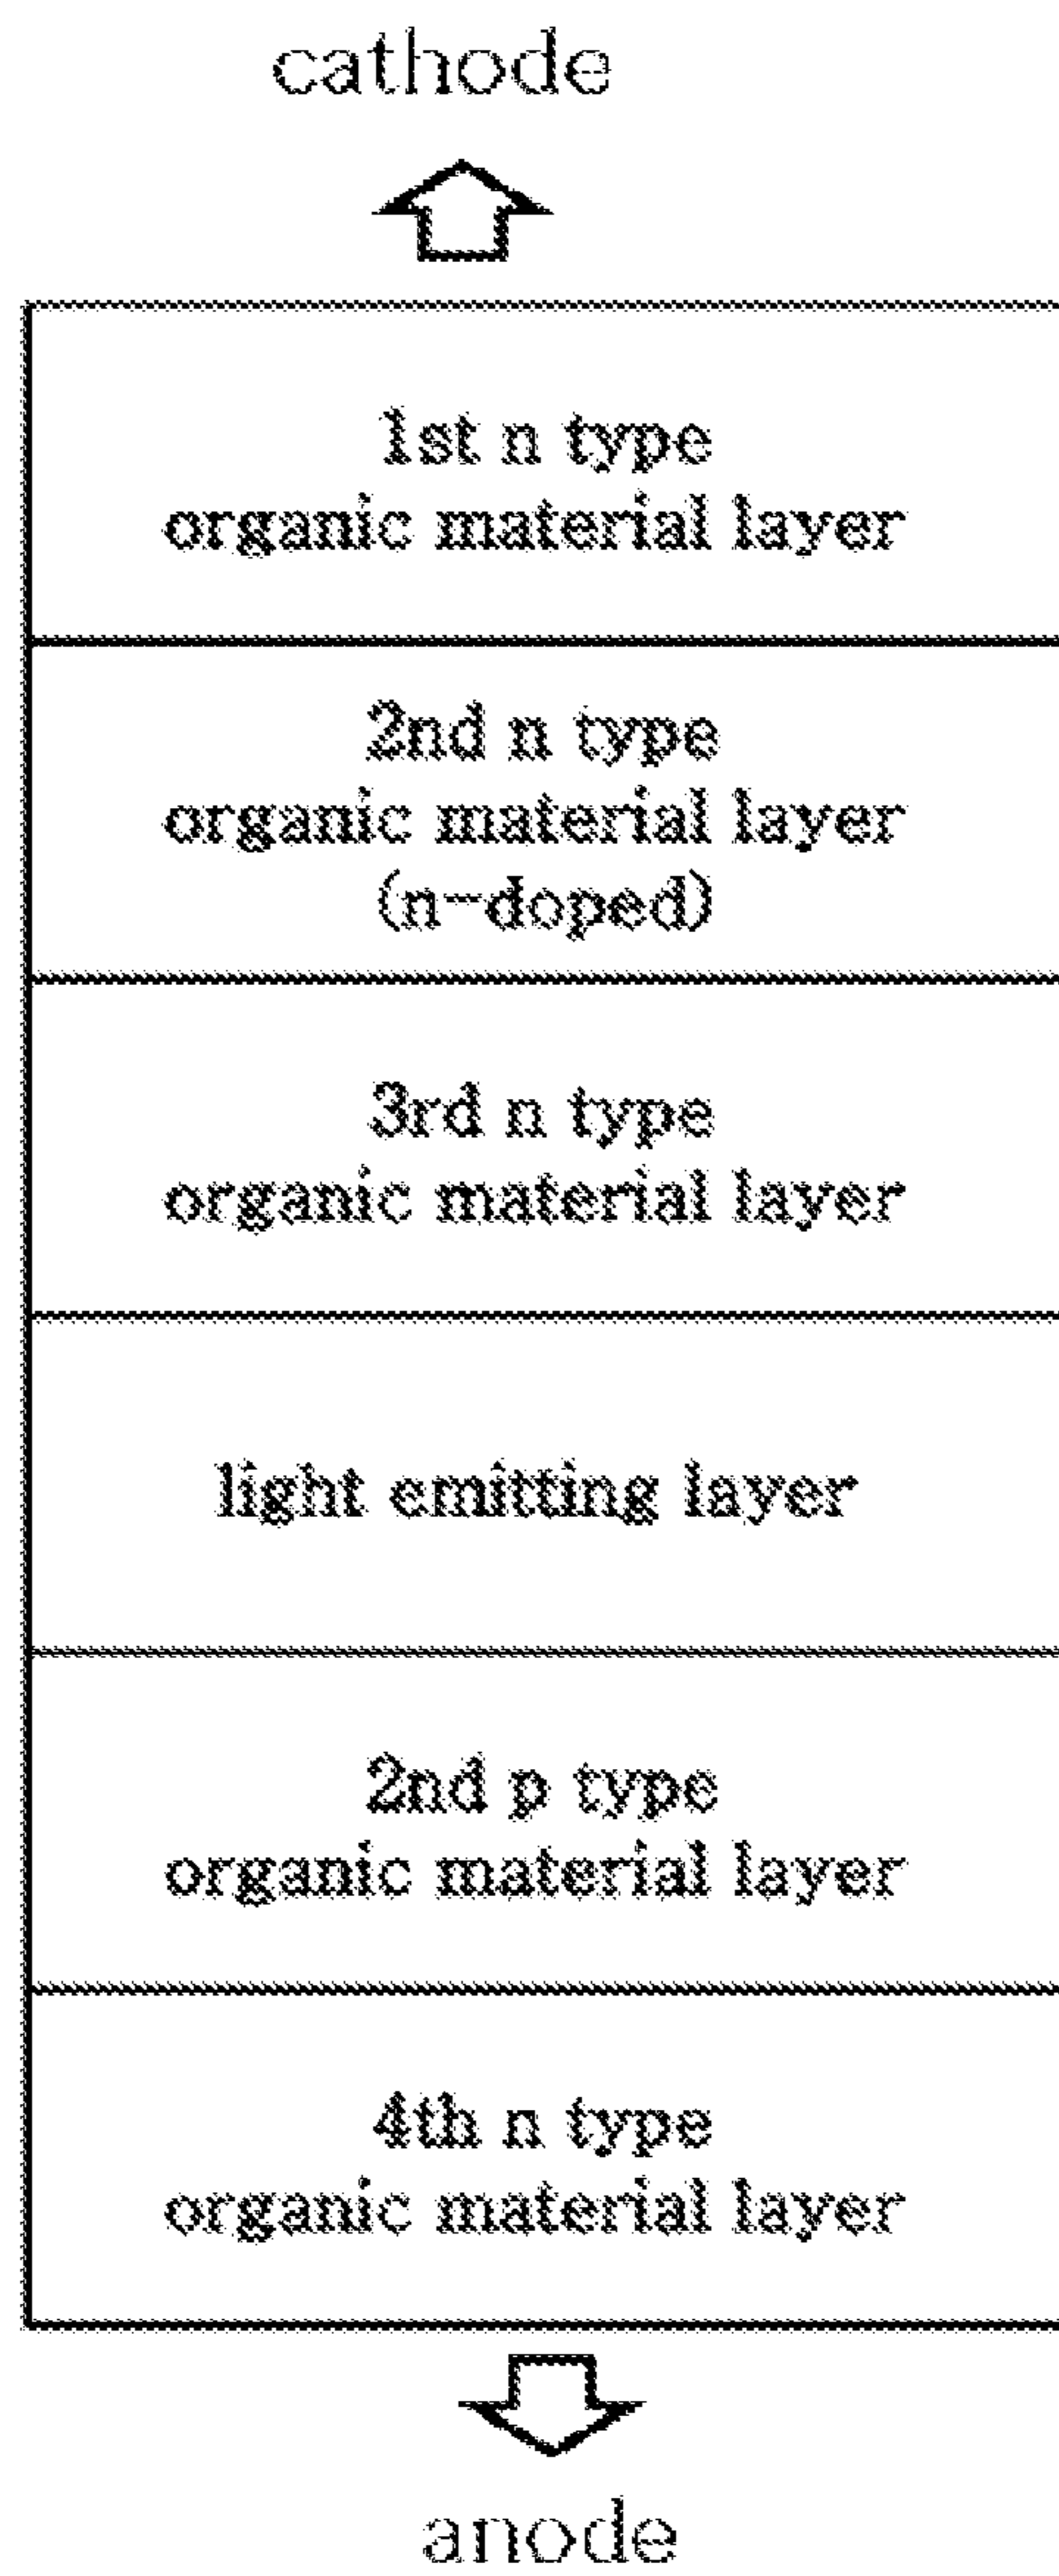 cathode
1st n type
organic material layer
2nd n type
organic material layer
(n-doped)
3rd n type
organic material layer
light emitting layer
2nd p type
organic material layer
4th n type
organic material layer
anode